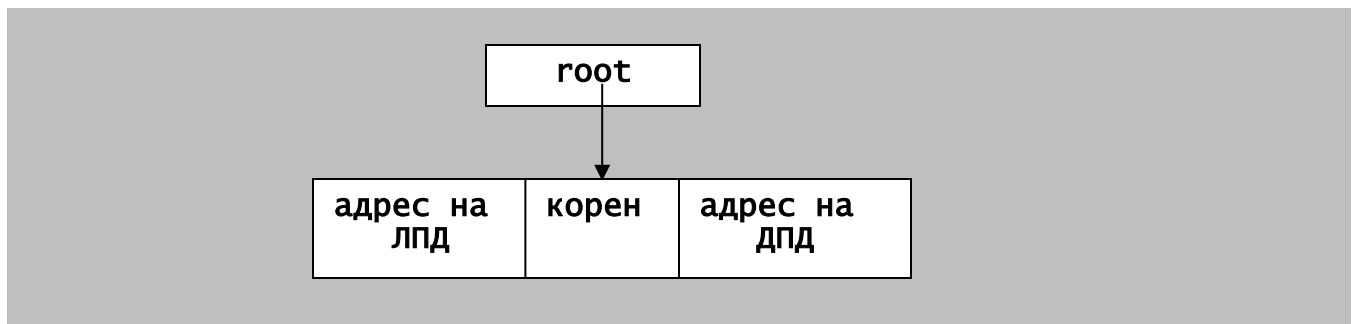 root
адрес на
ЛПД
корен
адрес на
ДПД